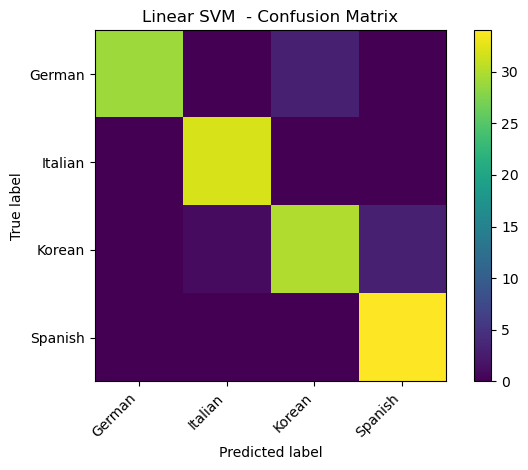 Linear SVM  - Confusion Matrix
True label
German
Italian
Korean
Spanish
German
Italian
Korean
Spanish
Predicted label
30
25
20
15
10
5
0